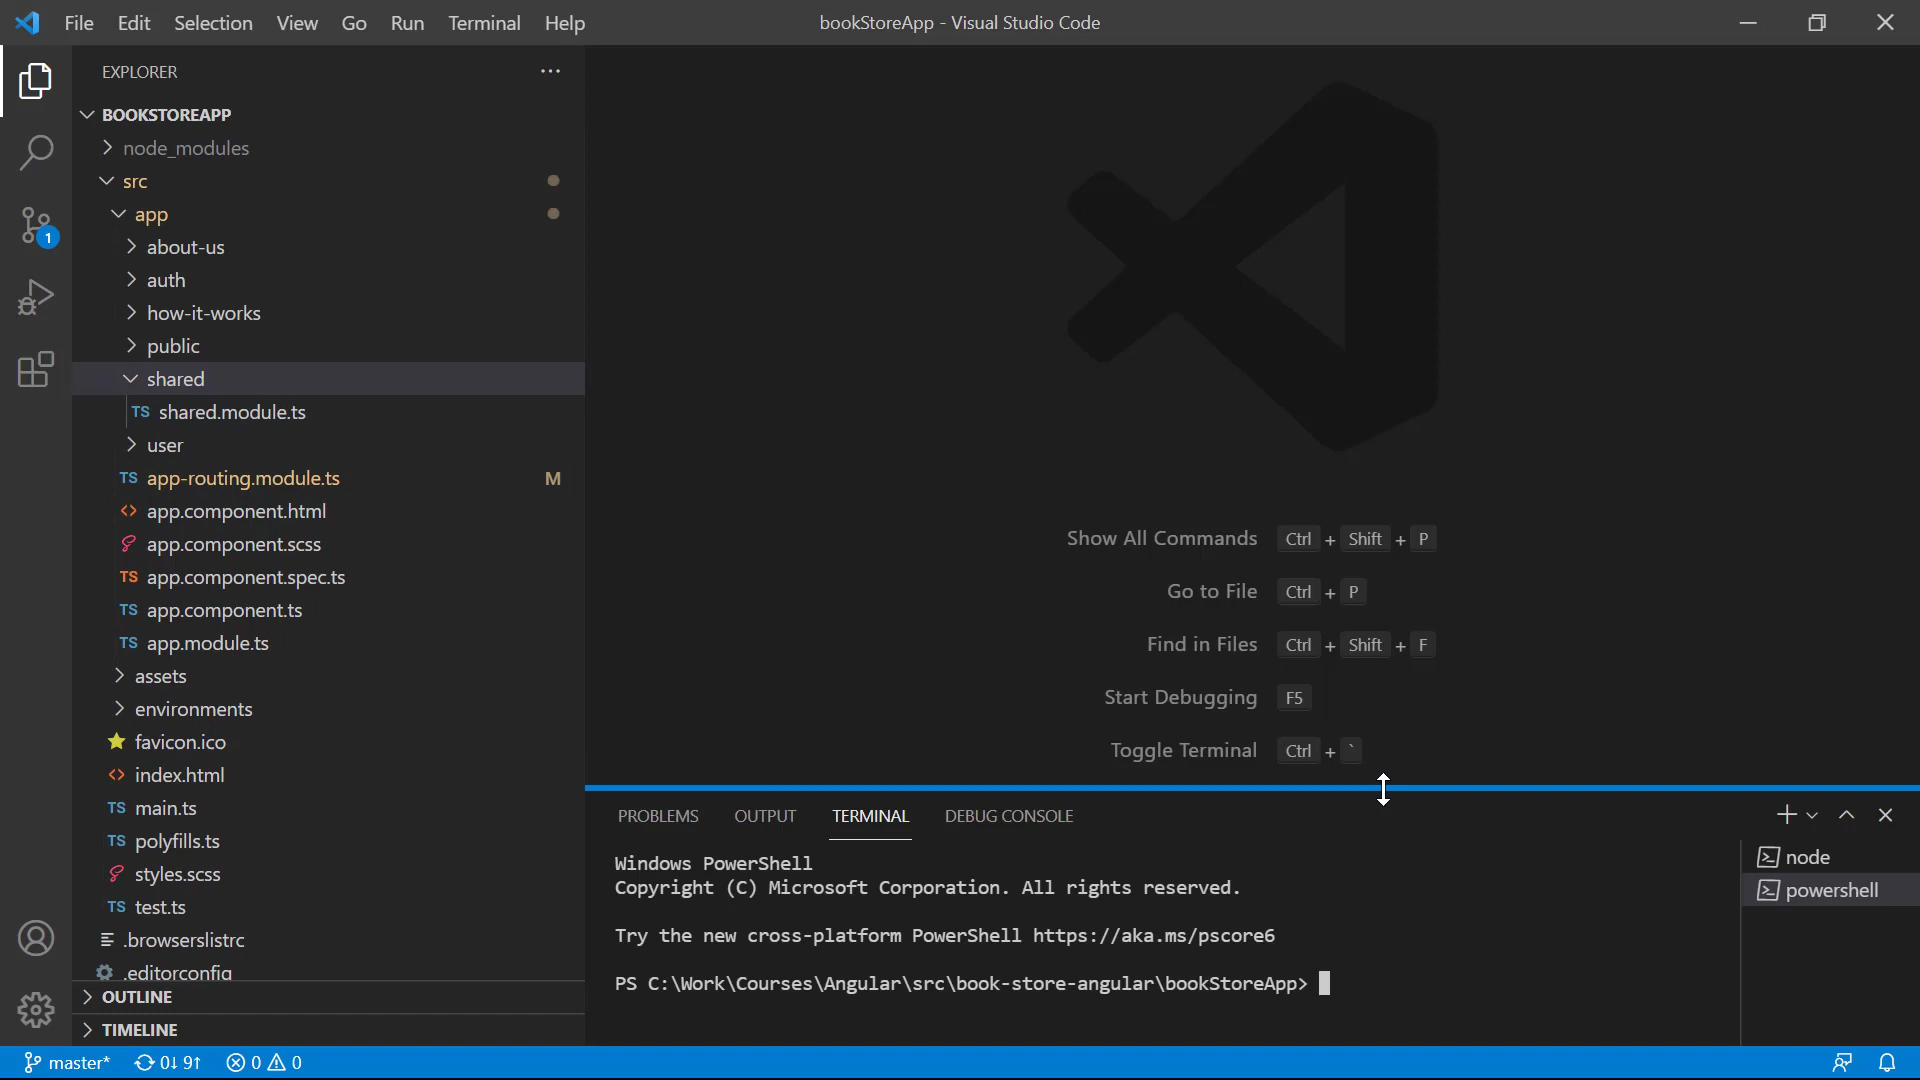 File Edit Selection View Go Run Terminal Help
bookStoreApp - Visual Studio Code
EXPLORER
BOOKSTOREAPP
node_modules
src
app
about-us
auth
how-it-works
public
shared
TS shared.module.ts
user
TS app-routing.module.ts M
<> app.component.html
app.component.scss
TS app.component.spec.ts
TS app.component.ts
TS app.module.ts
assets
environments
favicon.ico
<> index.html
TS main.ts
TS polyfills.ts
styles.scss
TS test.ts
.browserslistrc
.editorconfig
OUTLINE
TIMELINE
1
Show All Commands Ctrl + Shift + P
Go to File Ctrl + P
Find in Files Ctrl + Shift + F
Start Debugging F5
Toggle Terminal Ctrl + `
PROBLEMS OUTPUT TERMINAL DEBUG CONSOLE
Windows PowerShell
Copyright (C) Microsoft Corporation. All rights reserved.
Try the new cross-platform PowerShell https://aka.ms/pscore6
PS C:\Work\Courses\Angular\src\book-store-angular\bookStoreApp>
node
powershell
master* 0↓ 9↑ 0 0